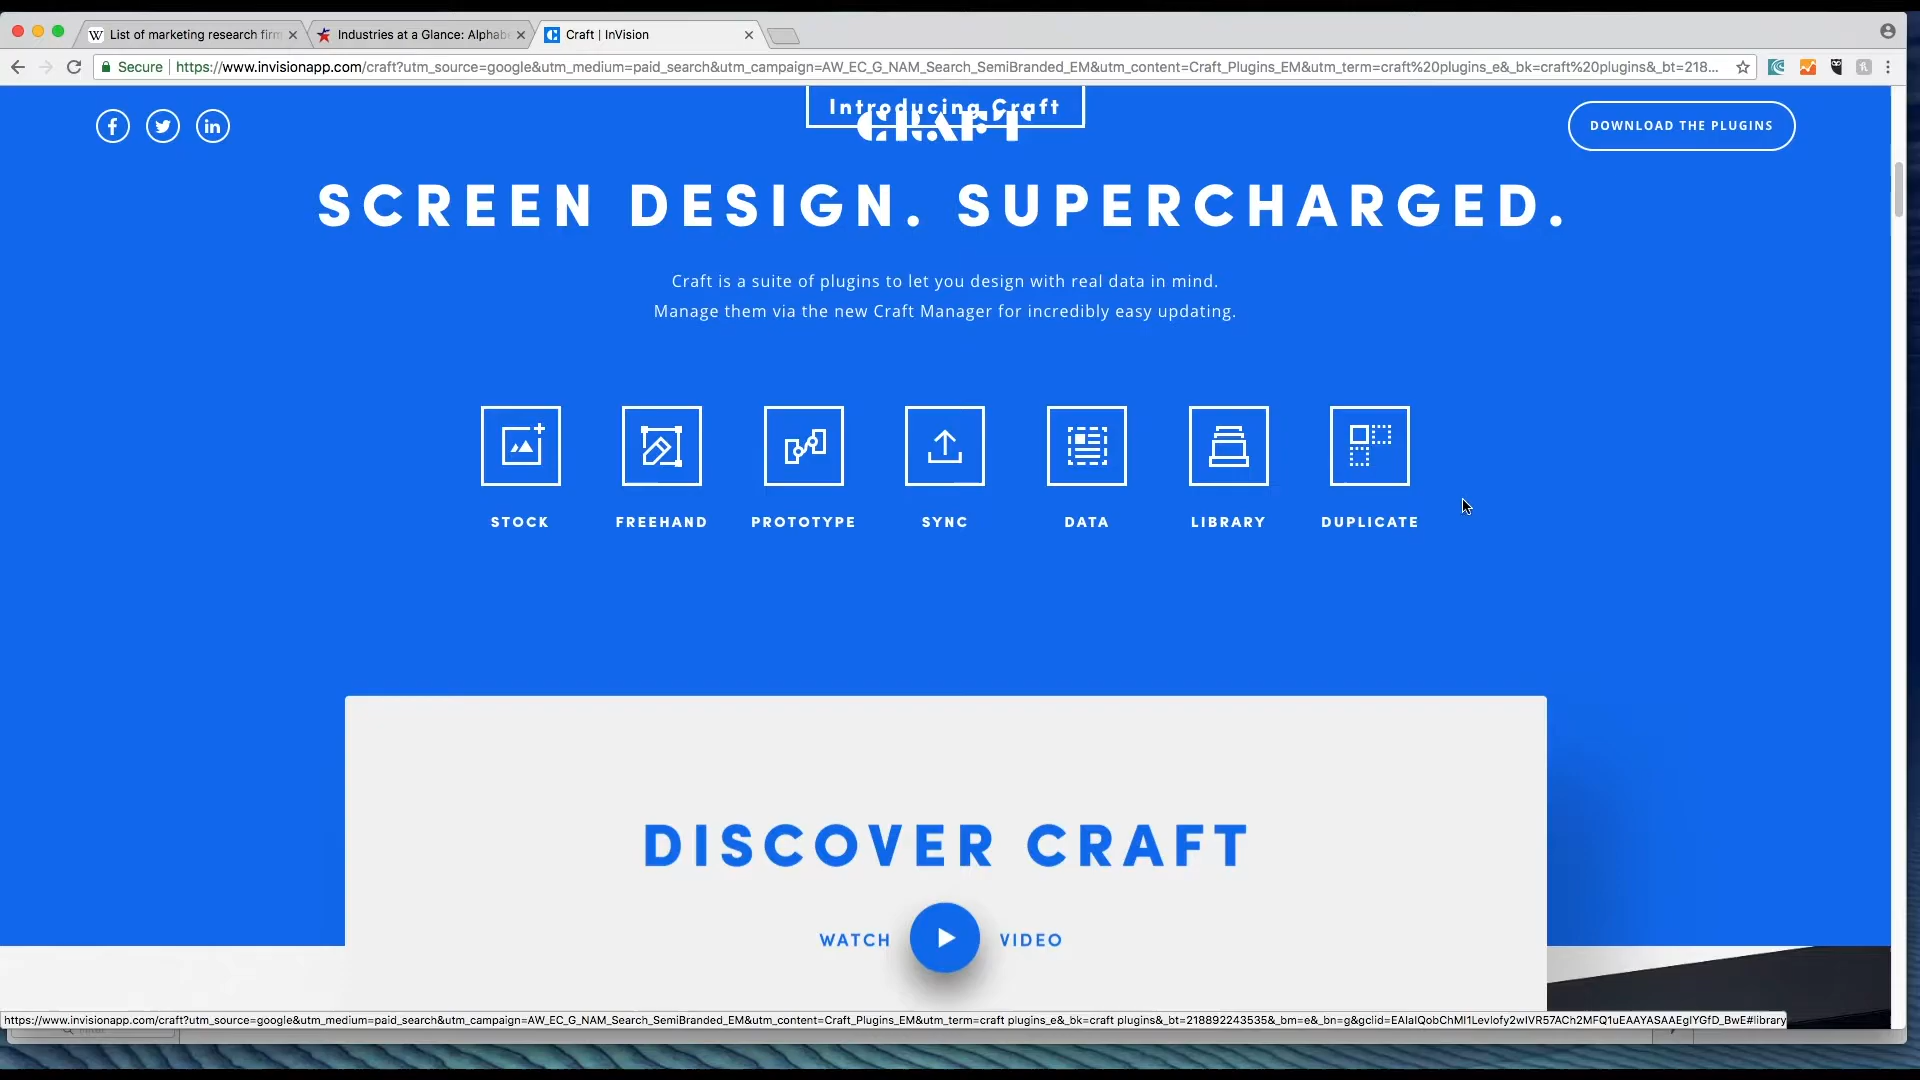 List of marketing research firm
Industries at a Glance: Alphab
Craft | InVision
Secure
https://www.invisionapp.com/craft?utm_source=google&utm_medium=paid_search&utm_campaign=AW_EC_G_NAM_Search_SemiBranded_EM&utm_content=Craft_Plugins_EM&utm_term=craft%20plugins_e&_bk=craft%20plugins&_bt=218...
Introducing Craft
CRAFT
DOWNLOAD THE PLUGINS
SCREEN DESIGN. SUPERCHARGED.
Craft is a suite of plugins to let you design with real data in mind.
Manage them via the new Craft Manager for incredibly easy updating.
STOCK
FREEHAND
PROTOTYPE
SYNC
DATA
LIBRARY
DUPLICATE
DISCOVER CRAFT
WATCH
VIDEO
https://www.invisionapp.com/craft?utm_source=google&utm_medium=paid_search&utm_campaign=AW_EC_G_NAM_Search_SemiBranded_EM&utm_content=Craft_Plugins_EM&utm_term=craft plugins_e&_bk=craft plugins&_bt=218892243535&_bm=e&_bn=g&gclid=EAIaIQobChMI1Levlofy2wIVR57ACh2MFQ1uEAAYASAAEgIYGfD_BwE#library